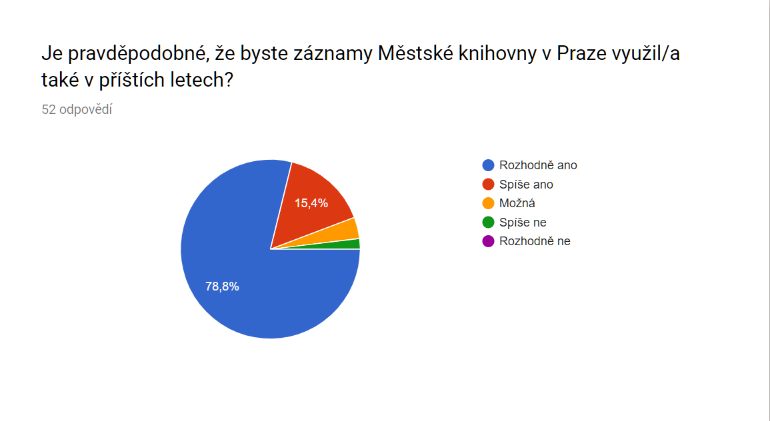 Je pravděpodobné, že byste záznamy Městské knihovny v Praze využil/a
také v příštích letech?
52 odpovědí
Rozhodně ano
Spíše ano
Možná
Spíše ne
Rozhodně ne
15,4%
78,8%